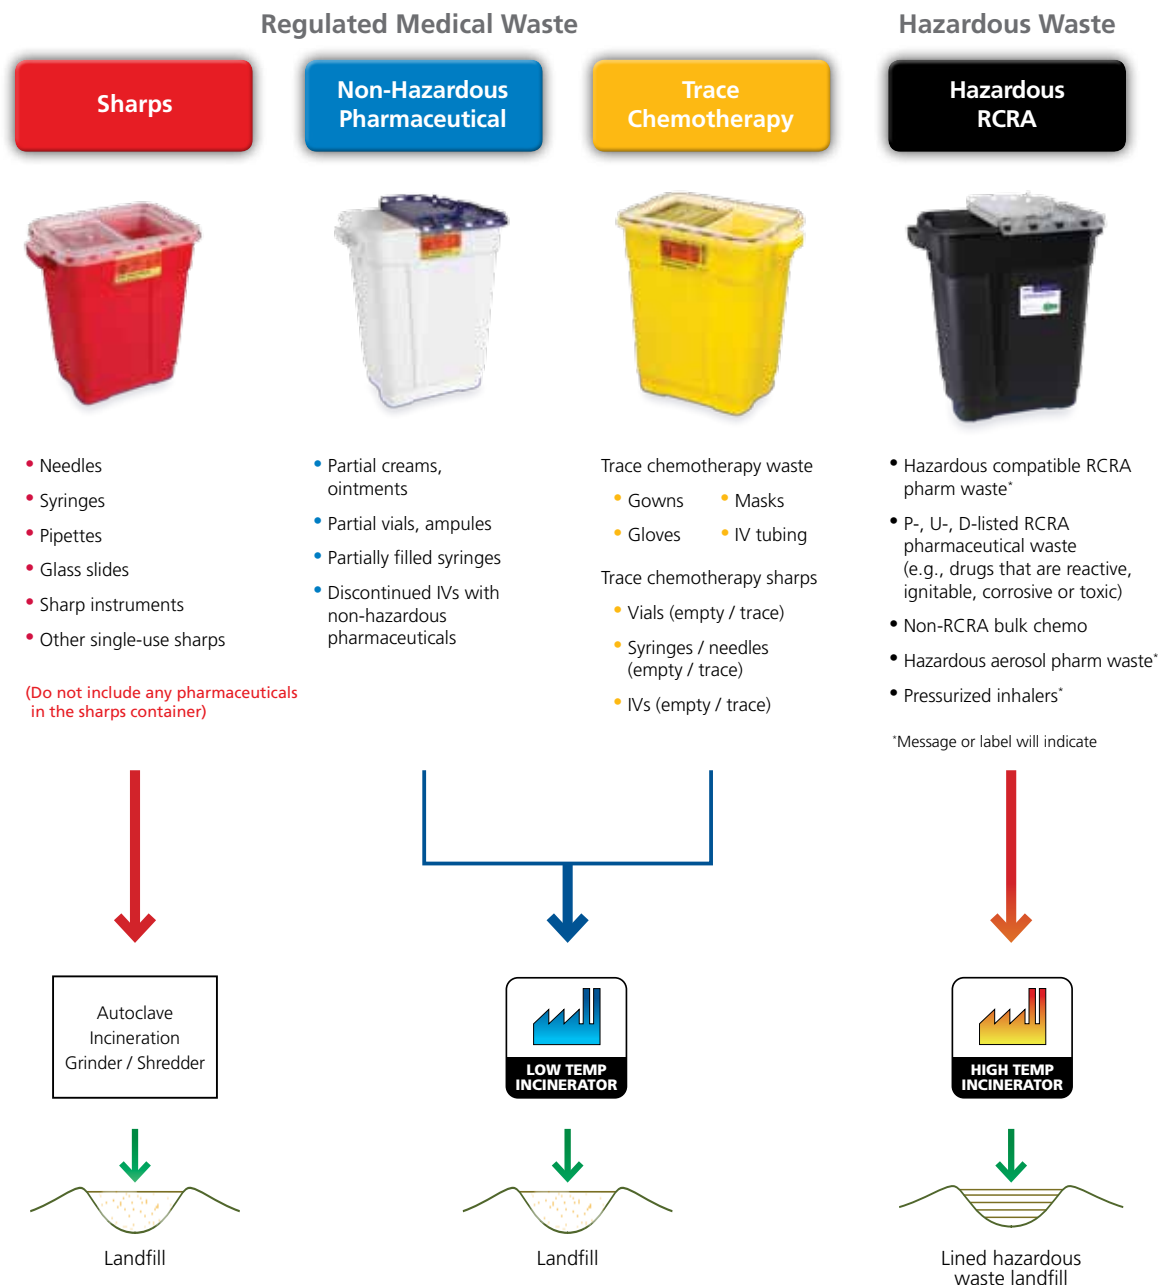 Regulated Medical Waste
Hazardous Waste
Sharps
Non-Hazardous
Pharmaceutical
Trace
Chemotherapy
Hazardous
RCRA
• Needles
• Syringes
• Pipettes
• Glass slides
• Sharp instruments
• Other single-use sharps
(Do not include any pharmaceuticals
in the sharps container)
• Partial creams,
ointments
• Partial vials, ampules
• Partially filled syringes
• Discontinued IVs with
non-hazardous
pharmaceuticals
Trace chemotherapy waste
• Gowns • Masks
• Gloves • IV tubing
Trace chemotherapy sharps
• Vials (empty / trace)
• Syringes / needles
(empty / trace)
• IVs (empty / trace)
• Hazardous compatible RCRA
pharm waste*
• P-, U-, D-listed RCRA
pharmaceutical waste
(e.g., drugs that are reactive,
ignitable, corrosive or toxic)
• Non-RCRA bulk chemo
• Hazardous aerosol pharm waste*
• Pressurized inhalers*
*Message or label will indicate
Autoclave
Incineration
Grinder / Shredder
LOW TEMP
INCINERATOR
HIGH TEMP
INCINERATOR
Landfill
Landfill
Lined hazardous
waste landfill